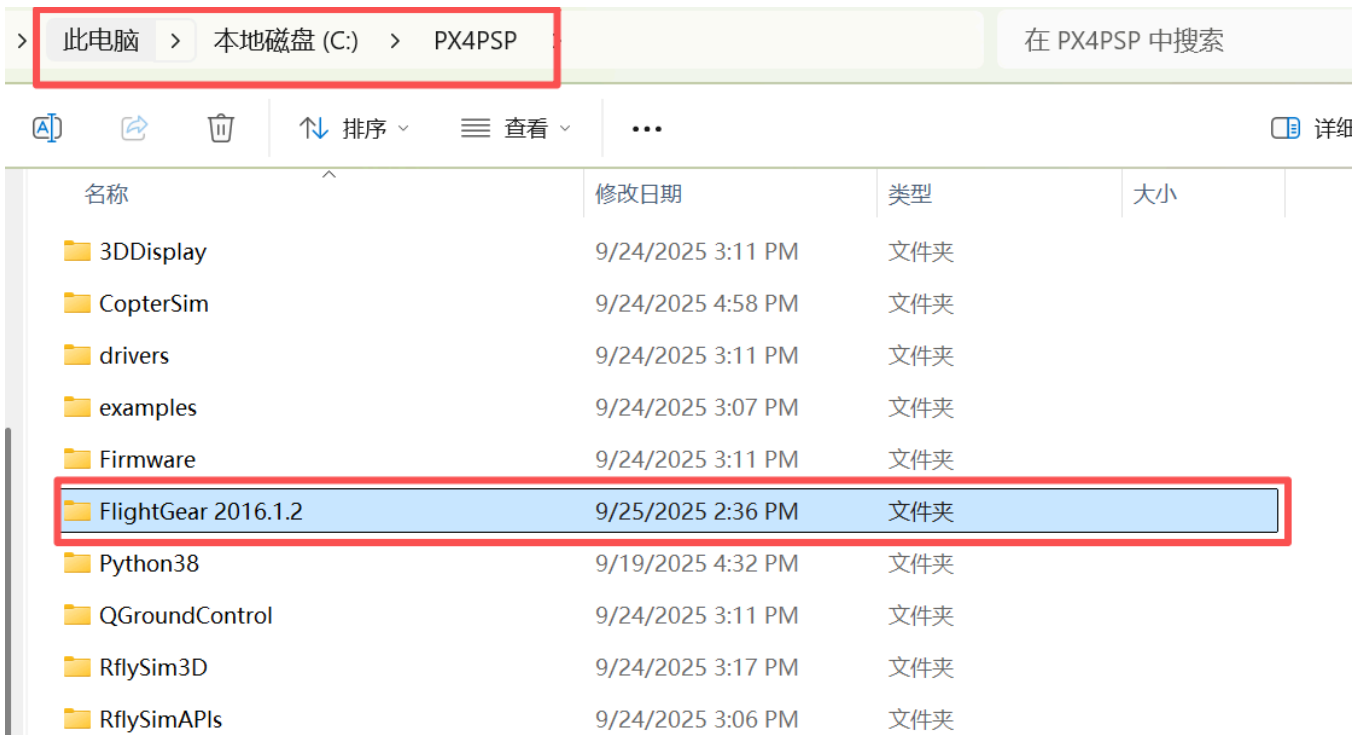 此电脑 > 本地磁盘 (C:) > PX4PSP
在 PX4PSP 中搜索
排序 查看 ••• 详细
名称 修改日期 类型 大小
3DDisplay 9/24/2025 3:11 PM 文件夹
CopterSim 9/24/2025 4:58 PM 文件夹
drivers 9/24/2025 3:11 PM 文件夹
examples 9/24/2025 3:07 PM 文件夹
Firmware 9/24/2025 3:11 PM 文件夹
FlightGear 2016.1.2 9/25/2025 2:36 PM 文件夹
Python38 9/19/2025 4:32 PM 文件夹
QGroundControl 9/24/2025 3:11 PM 文件夹
RflySim3D 9/24/2025 3:17 PM 文件夹
RflySimAPIs 9/24/2025 3:06 PM 文件夹